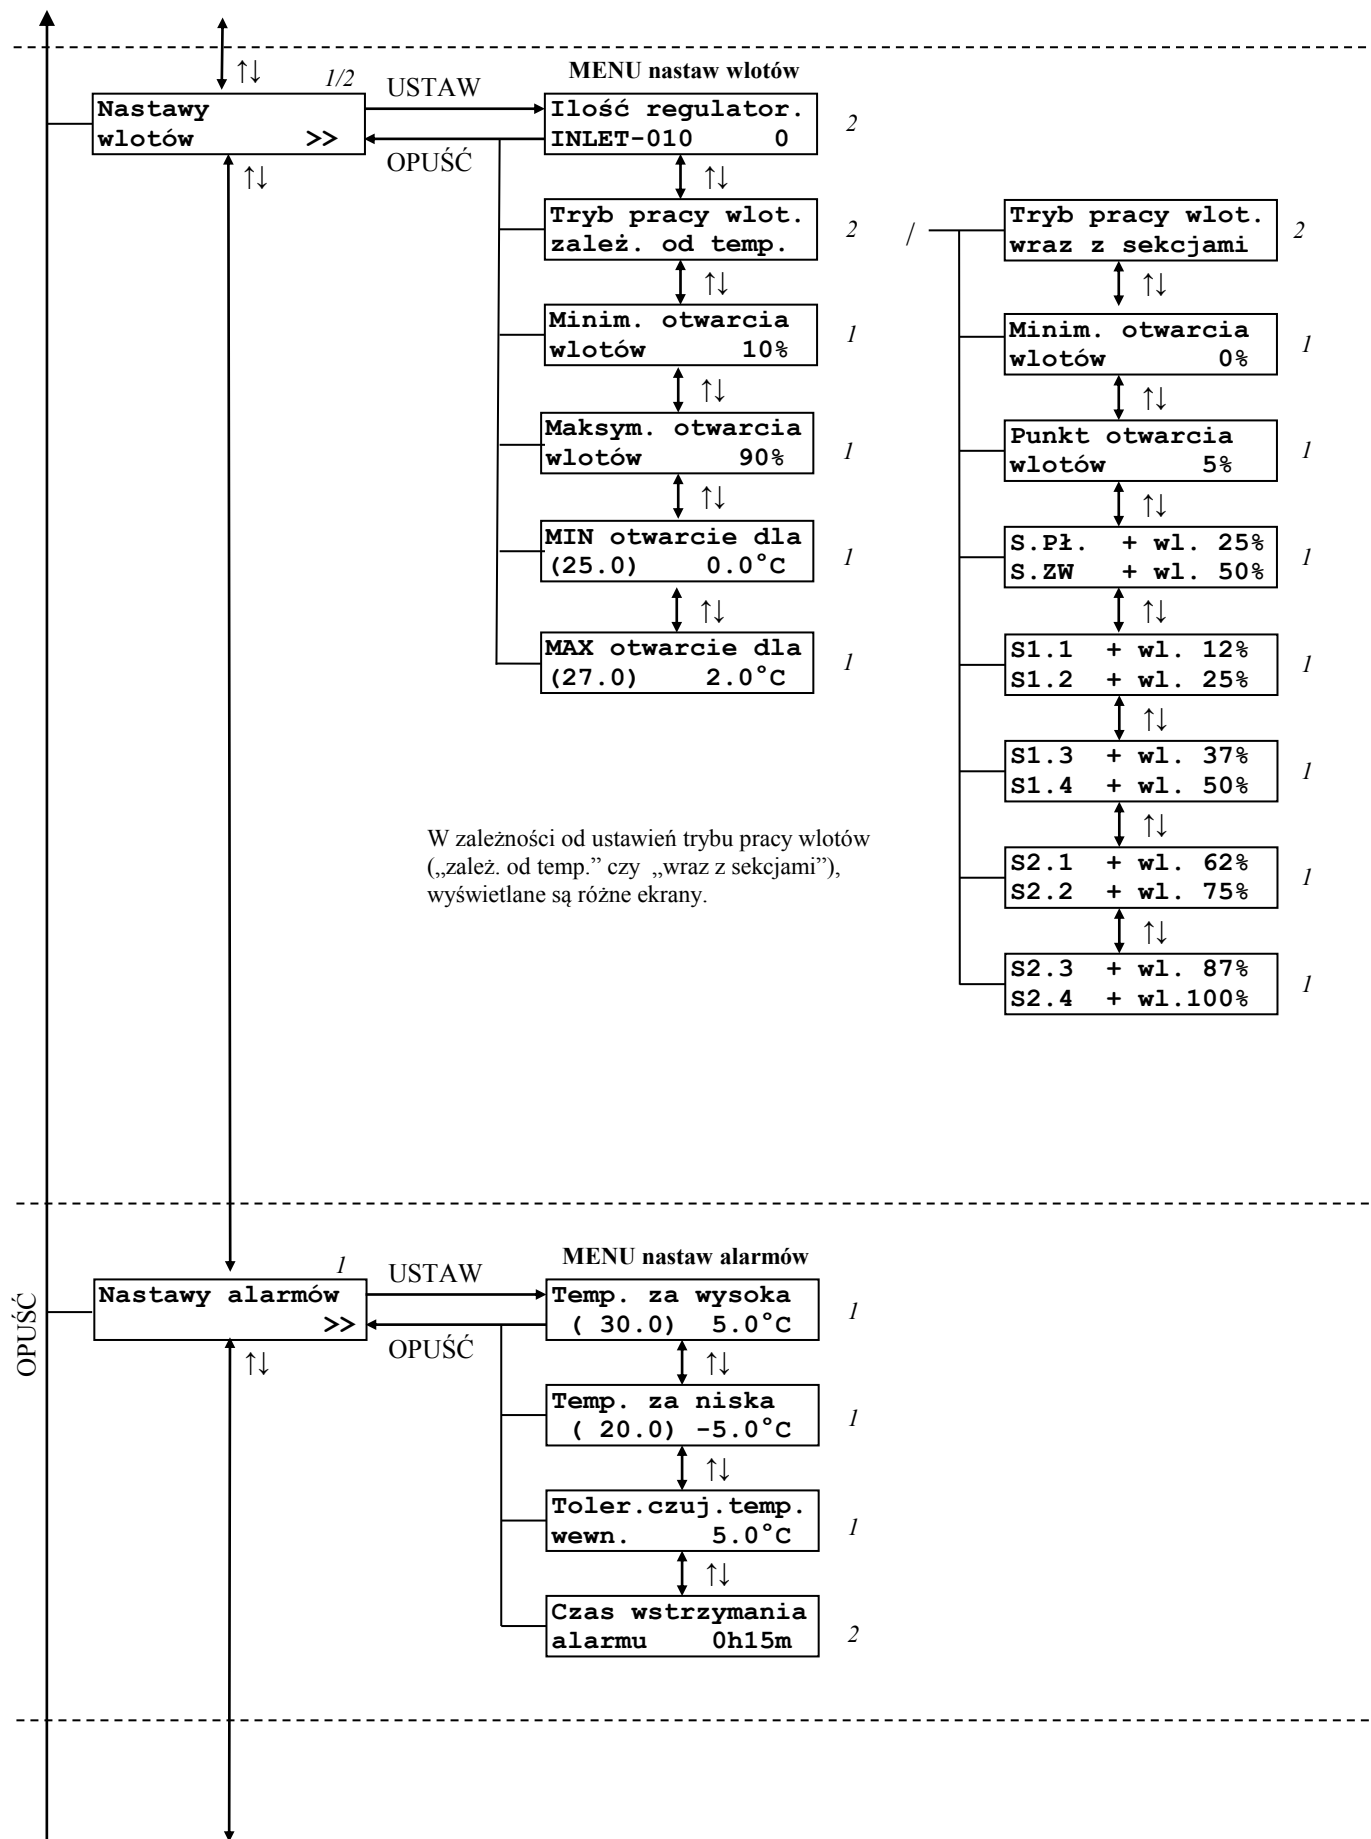 ↑↓
1/2
Nastawy
wlotów >>
USTAW
OPUŚĆ
↑↓
MENU nastaw wlotów
Ilość regulator.
INLET-010 0
2
↑↓
Tryb pracy wlot.
zależ. od temp.
2
↑↓
Minim. otwarcia
wlotów 10%
1
↑↓
Maksym. otwarcia
wlotów 90%
1
↑↓
MIN otwarcie dla
(25.0) 0.0°C
1
↑↓
MAX otwarcie dla
(27.0) 2.0°C
1
/
Tryb pracy wlot.
wraz z sekcjami
2
↑↓
Minim. otwarcia
wlotów 0%
1
↑↓
Punkt otwarcia
wlotów 5%
1
↑↓
S.Pł. + wl. 25%
S.ZW + wl. 50%
1
↑↓
S1.1 + wl. 12%
S1.2 + wl. 25%
1
↑↓
S1.3 + wl. 37%
S1.4 + wl. 50%
1
↑↓
S2.1 + wl. 62%
S2.2 + wl. 75%
1
↑↓
S2.3 + wl. 87%
S2.4 + wl.100%
1
W zależności od ustawień trybu pracy wlotów
(„zależ. od temp.” czy „wraz z sekcjami”),
wyświetlane są różne ekrany.
OPUŚĆ
1
Nastawy alarmów
>>
USTAW
OPUŚĆ
↑↓
MENU nastaw alarmów
Temp. za wysoka
( 30.0) 5.0°C
1
↑↓
Temp. za niska
( 20.0) -5.0°C
1
↑↓
Toler.czuj.temp.
wewn. 5.0°C
1
↑↓
Czas wstrzymania
alarmu 0h15m
2